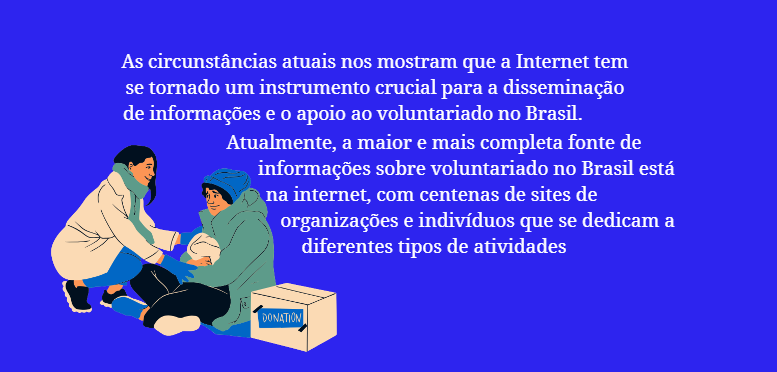 As circunstâncias atuais nos mostram que a Internet tem
se tornado um instrumento crucial para a disseminação
de informações e o apoio ao voluntariado no Brasil.
Atualmente, a maior e mais completa fonte de
informações sobre voluntariado no Brasil está
na internet, com centenas de sites de
organizações e indivíduos que se dedicam a
diferentes tipos de atividades
DONATION